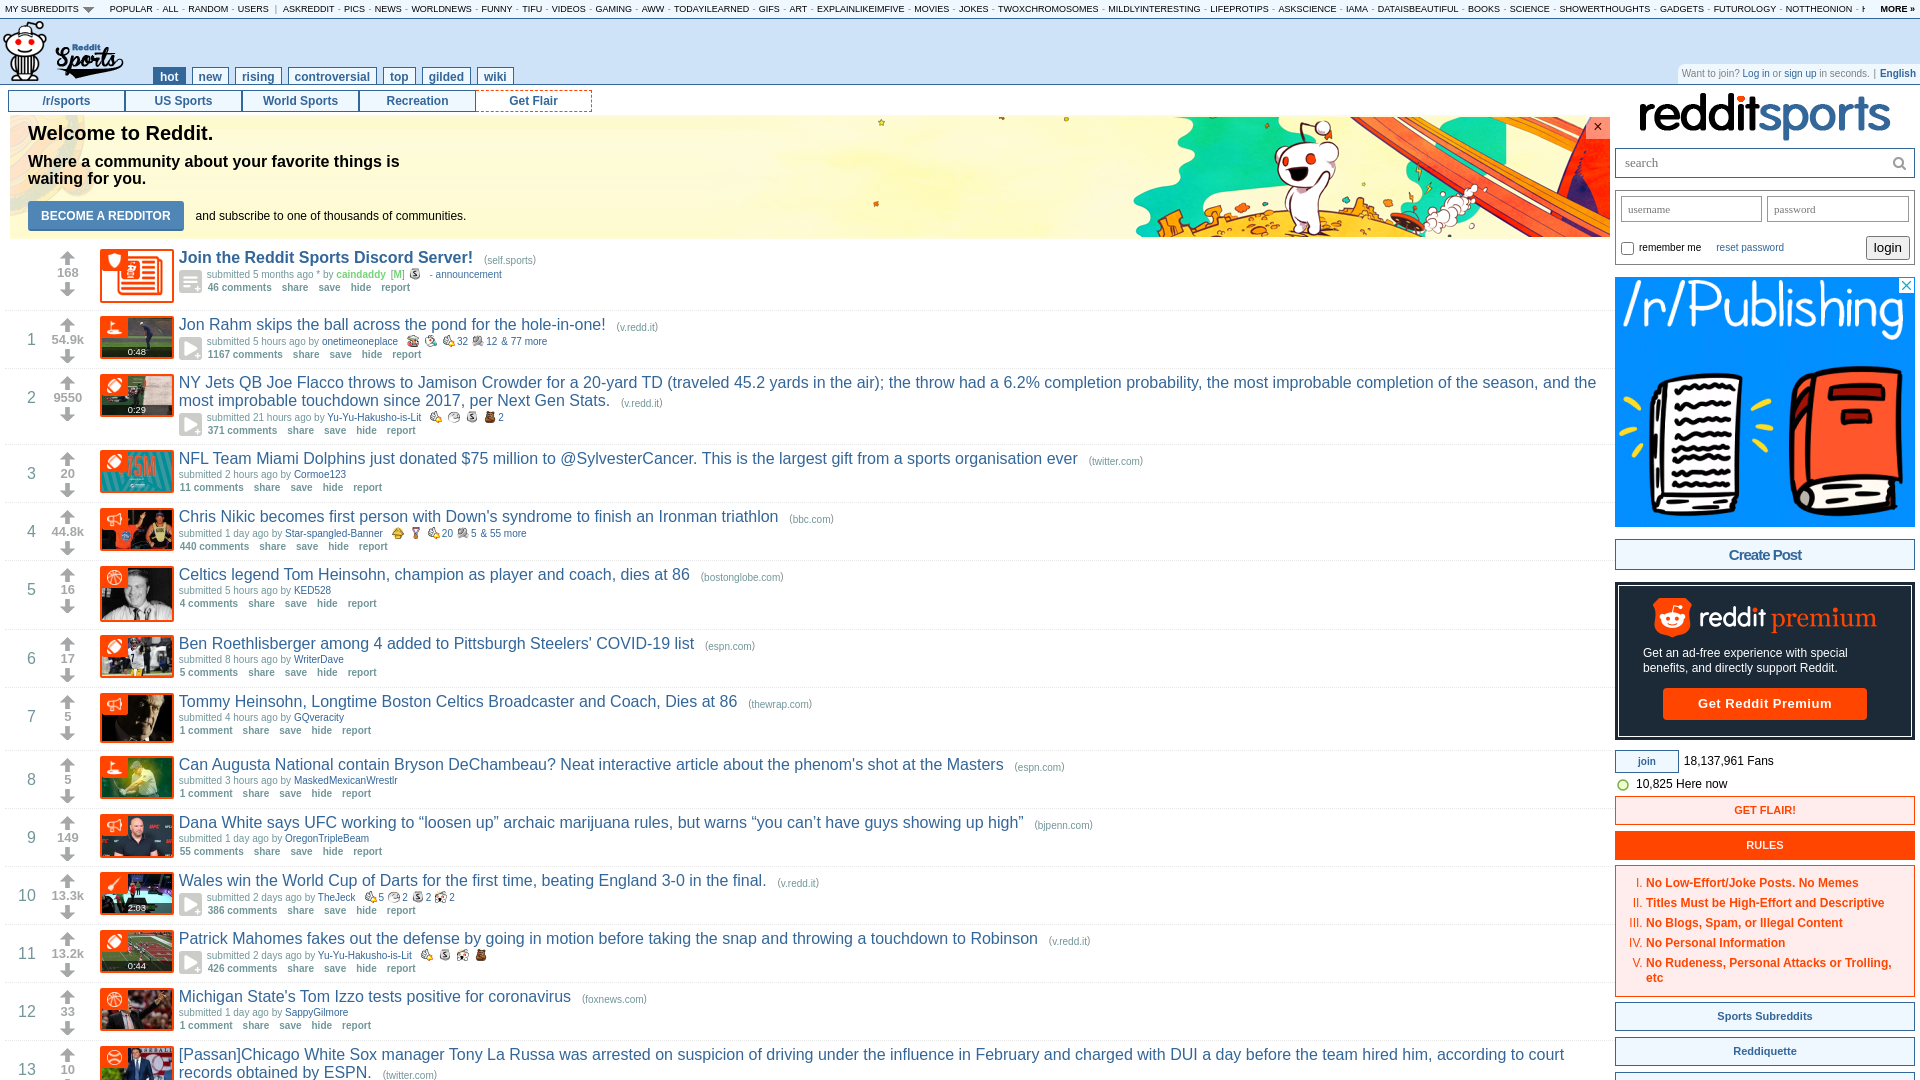 MY SUBREDDITS POPULAR - ALL - RANDOM - USERS | ASKREDDIT - PICS - NEWS - WORLDNEWS - FUNNY - TIFU - VIDEOS - GAMING - AWW - TODAYILEARNED - GIFS - ART - EXPLAINLIKEIMFIVE - MOVIES - JOKES - TWOXCHROMOSOMES - MILDLYINTERESTING - LIFEPROTIPS - ASKSCIENCE - IAMA - DATAISBEAUTIFUL - BOOKS - SCIENCE - SHOWERTHOUGHTS - GADGETS - FUTUROLOGY - NOTTHEONION - MORE »
Reddit Sports
hot new rising controversial top gilded wiki
Want to join? Log in or sign up in seconds. | English
/r/sports US Sports World Sports Recreation Get Flair
Welcome to Reddit.
Where a community about your favorite things is
waiting for you.
BECOME A REDDITOR and subscribe to one of thousands of communities.
×
168
Join the Reddit Sports Discord Server! (self.sports)
submitted 5 months ago * by caindaddy [M] - announcement
46 comments share save hide report
1
54.9k
0:48
Jon Rahm skips the ball across the pond for the hole-in-one! (v.redd.it)
submitted 5 hours ago by onetimeoneplace 32 12 & 77 more
1167 comments share save hide report
2
9550
0:29
NY Jets QB Joe Flacco throws to Jamison Crowder for a 20-yard TD (traveled 45.2 yards in the air); the throw had a 6.2% completion probability, the most improbable completion of the season, and the
most improbable touchdown since 2017, per Next Gen Stats. (v.redd.it)
submitted 21 hours ago by Yu-Yu-Hakusho-is-Lit 2
371 comments share save hide report
3
20
75M
NFL Team Miami Dolphins just donated $75 million to @SylvesterCancer. This is the largest gift from a sports organisation ever (twitter.com)
submitted 2 hours ago by Cormoe123
11 comments share save hide report
4
44.8k
Chris Nikic becomes first person with Down's syndrome to finish an Ironman triathlon (bbc.com)
submitted 1 day ago by Star-spangled-Banner 20 5 & 55 more
440 comments share save hide report
5
16
Celtics legend Tom Heinsohn, champion as player and coach, dies at 86 (bostonglobe.com)
submitted 5 hours ago by KED528
4 comments share save hide report
6
17
Ben Roethlisberger among 4 added to Pittsburgh Steelers' COVID-19 list (espn.com)
submitted 8 hours ago by WriterDave
5 comments share save hide report
7
5
Tommy Heinsohn, Longtime Boston Celtics Broadcaster and Coach, Dies at 86 (thewrap.com)
submitted 4 hours ago by GQveracity
1 comment share save hide report
8
5
Can Augusta National contain Bryson DeChambeau? Neat interactive article about the phenom's shot at the Masters (espn.com)
submitted 3 hours ago by MaskedMexicanWrestlr
1 comment share save hide report
9
149
Dana White says UFC working to “loosen up” archaic marijuana rules, but warns “you can’t have guys showing up high” (bjpenn.com)
submitted 1 day ago by OregonTripleBeam
55 comments share save hide report
10
13.3k
2:03
Wales win the World Cup of Darts for the first time, beating England 3-0 in the final. (v.redd.it)
submitted 2 days ago by TheJeck 5 2 2 2
386 comments share save hide report
11
13.2k
0:44
Patrick Mahomes fakes out the defense by going in motion before taking the snap and throwing a touchdown to Robinson (v.redd.it)
submitted 2 days ago by Yu-Yu-Hakusho-is-Lit
426 comments share save hide report
12
33
Michigan State's Tom Izzo tests positive for coronavirus (foxnews.com)
submitted 1 day ago by SappyGilmore
1 comment share save hide report
13
10
[Passan]Chicago White Sox manager Tony La Russa was arrested on suspicion of driving under the influence in February and charged with DUI a day before the team hired him, according to court
records obtained by ESPN. (twitter.com)
redditsports
search
username password
remember me reset password login
/r/Publishing
Create Post
reddit premium
Get an ad-free experience with special
benefits, and directly support Reddit.
Get Reddit Premium
join 18,137,961 Fans
10,825 Here now
GET FLAIR!
RULES
I. No Low-Effort/Joke Posts. No Memes
II. Titles Must be High-Effort and Descriptive
III. No Blogs, Spam, or Illegal Content
IV. No Personal Information
V. No Rudeness, Personal Attacks or Trolling,
etc
Sports Subreddits
Reddiquette